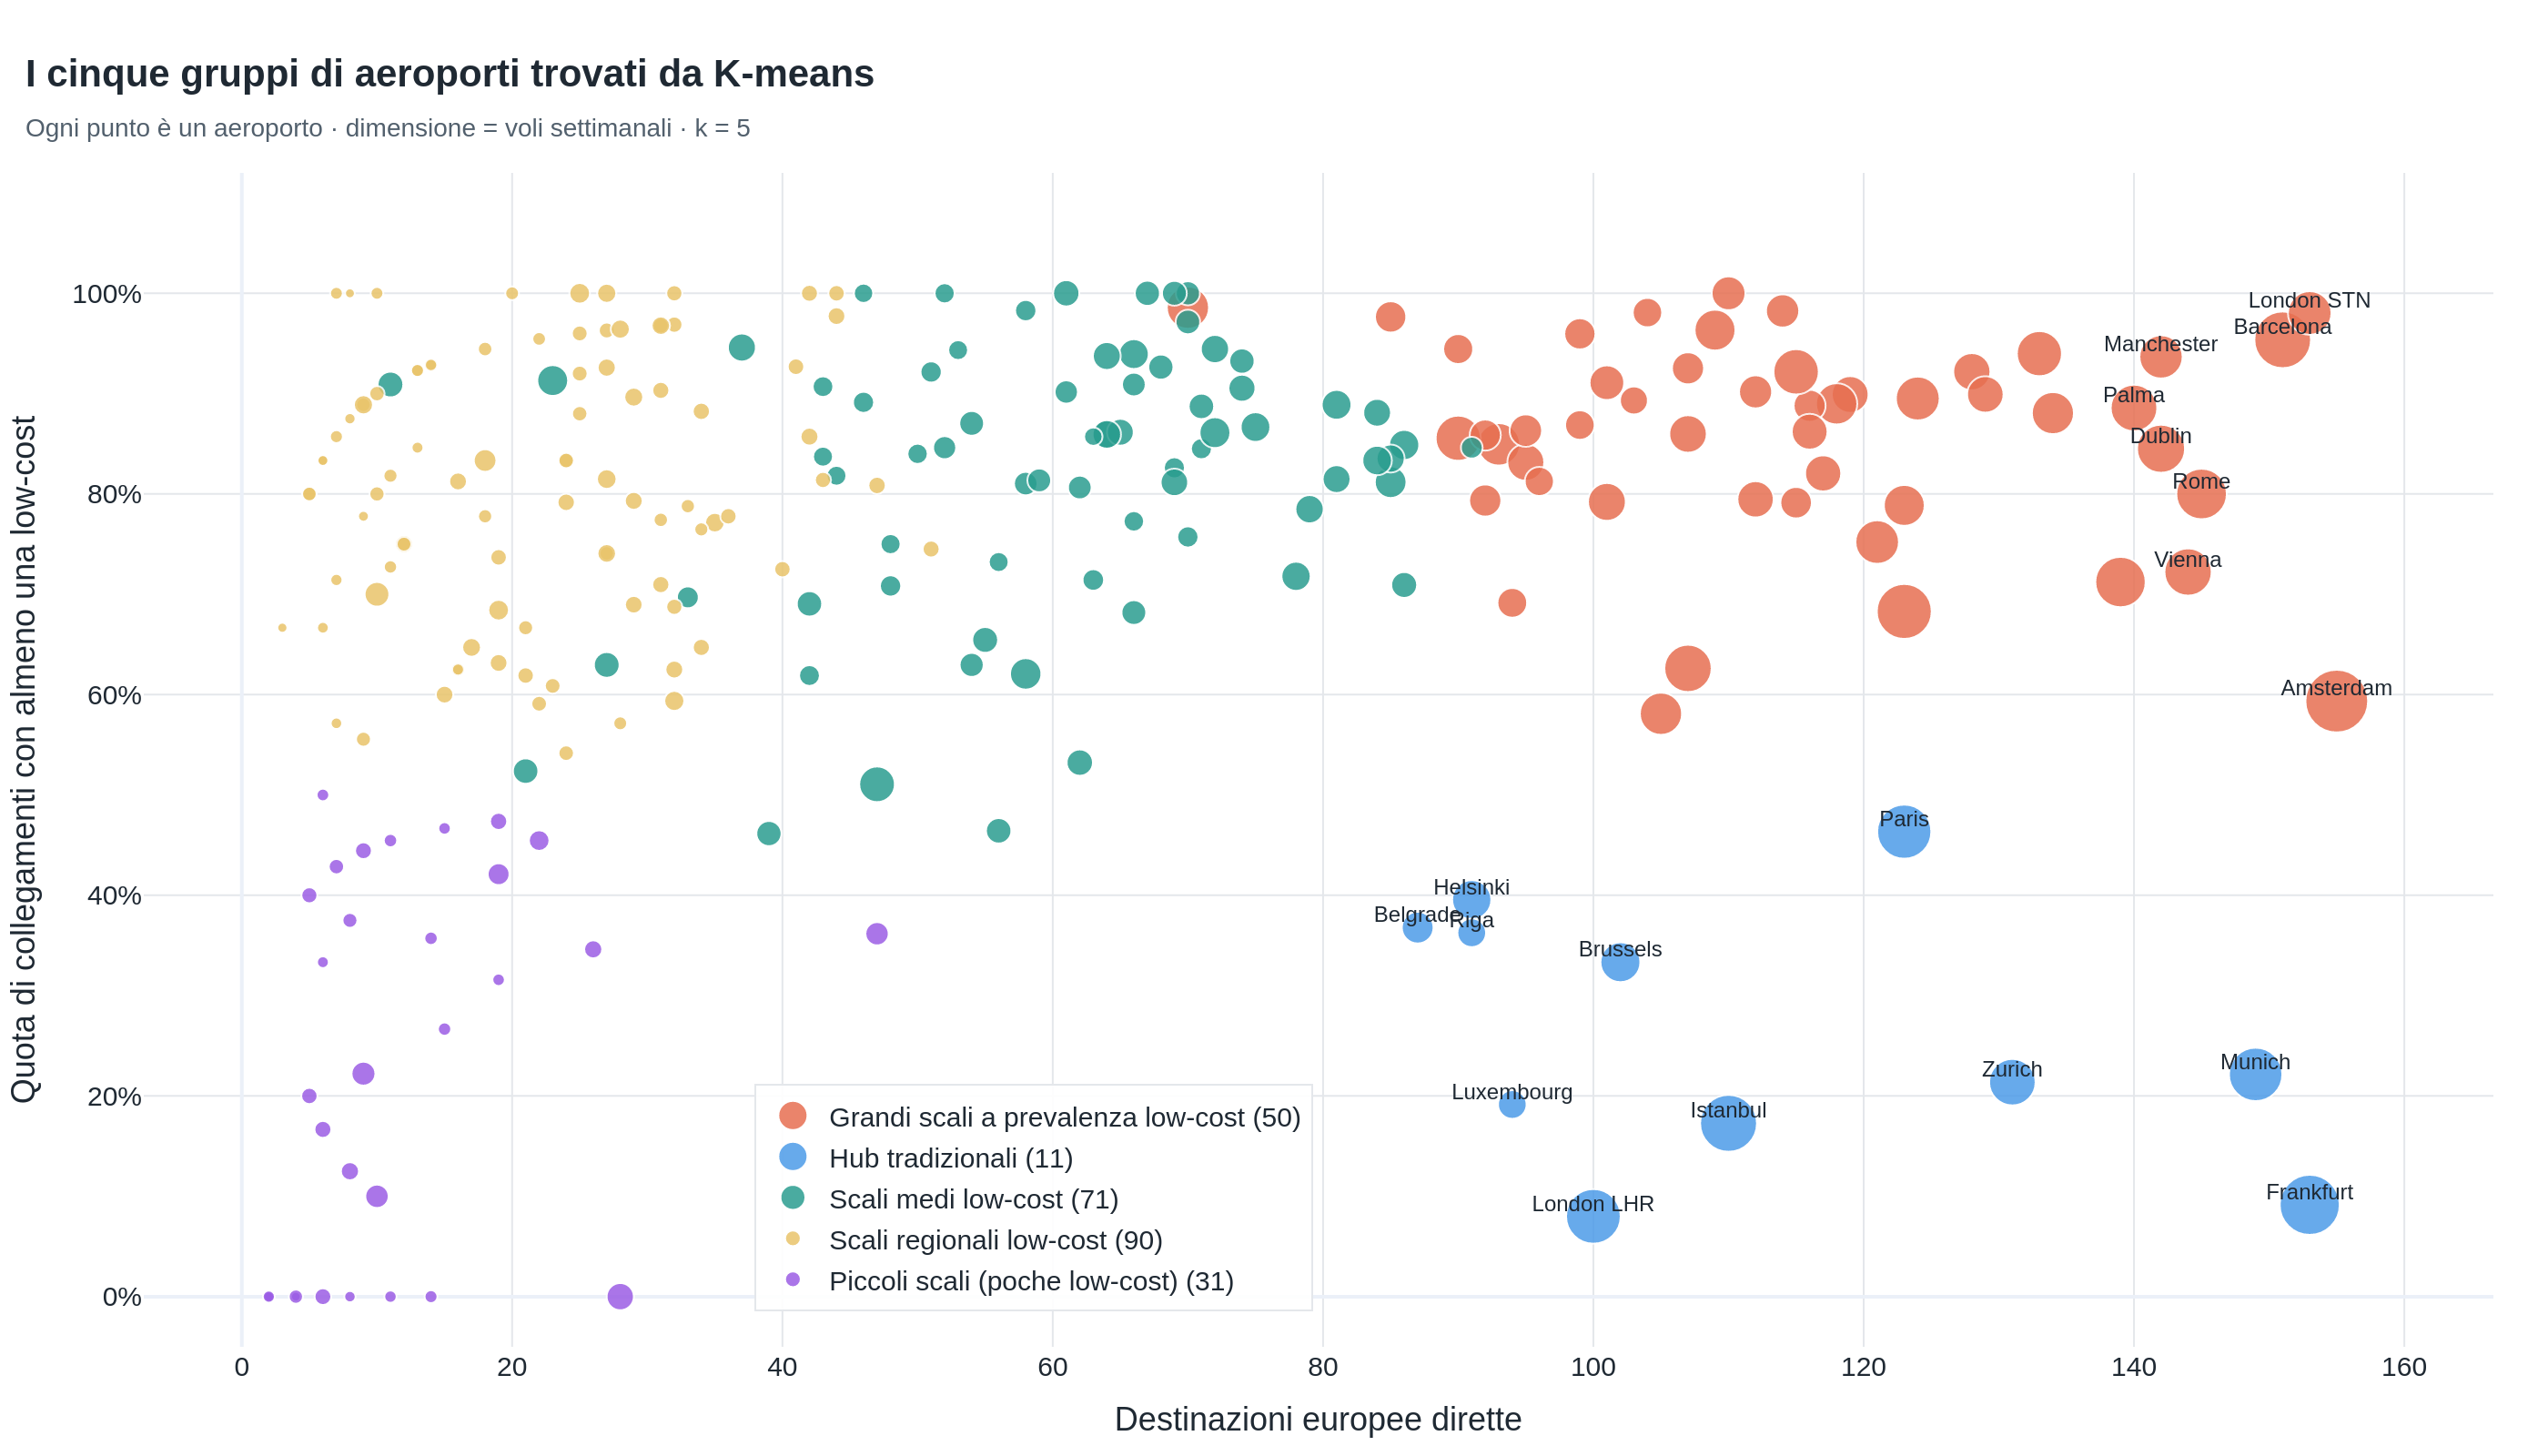 I cinque gruppi di aeroporti trovati da K-means
Ogni punto è un aeroporto · dimensione = voli settimanali · k = 5
Quota di collegamenti con almeno una low-cost
100%
80%
60%
40%
20%
0%
London STN
Barcelona
Manchester
Palma
Dublin
Rome
Vienna
Amsterdam
Paris
Helsinki
Belgrade
Riga
Brussels
Zurich
Munich
Luxembourg
Istanbul
London LHR
Frankfurt
Grandi scali a prevalenza low-cost (50)
Hub tradizionali (11)
Scali medi low-cost (71)
Scali regionali low-cost (90)
Piccoli scali (poche low-cost) (31)
0
20
40
60
80
100
120
140
160
Destinazioni europee dirette